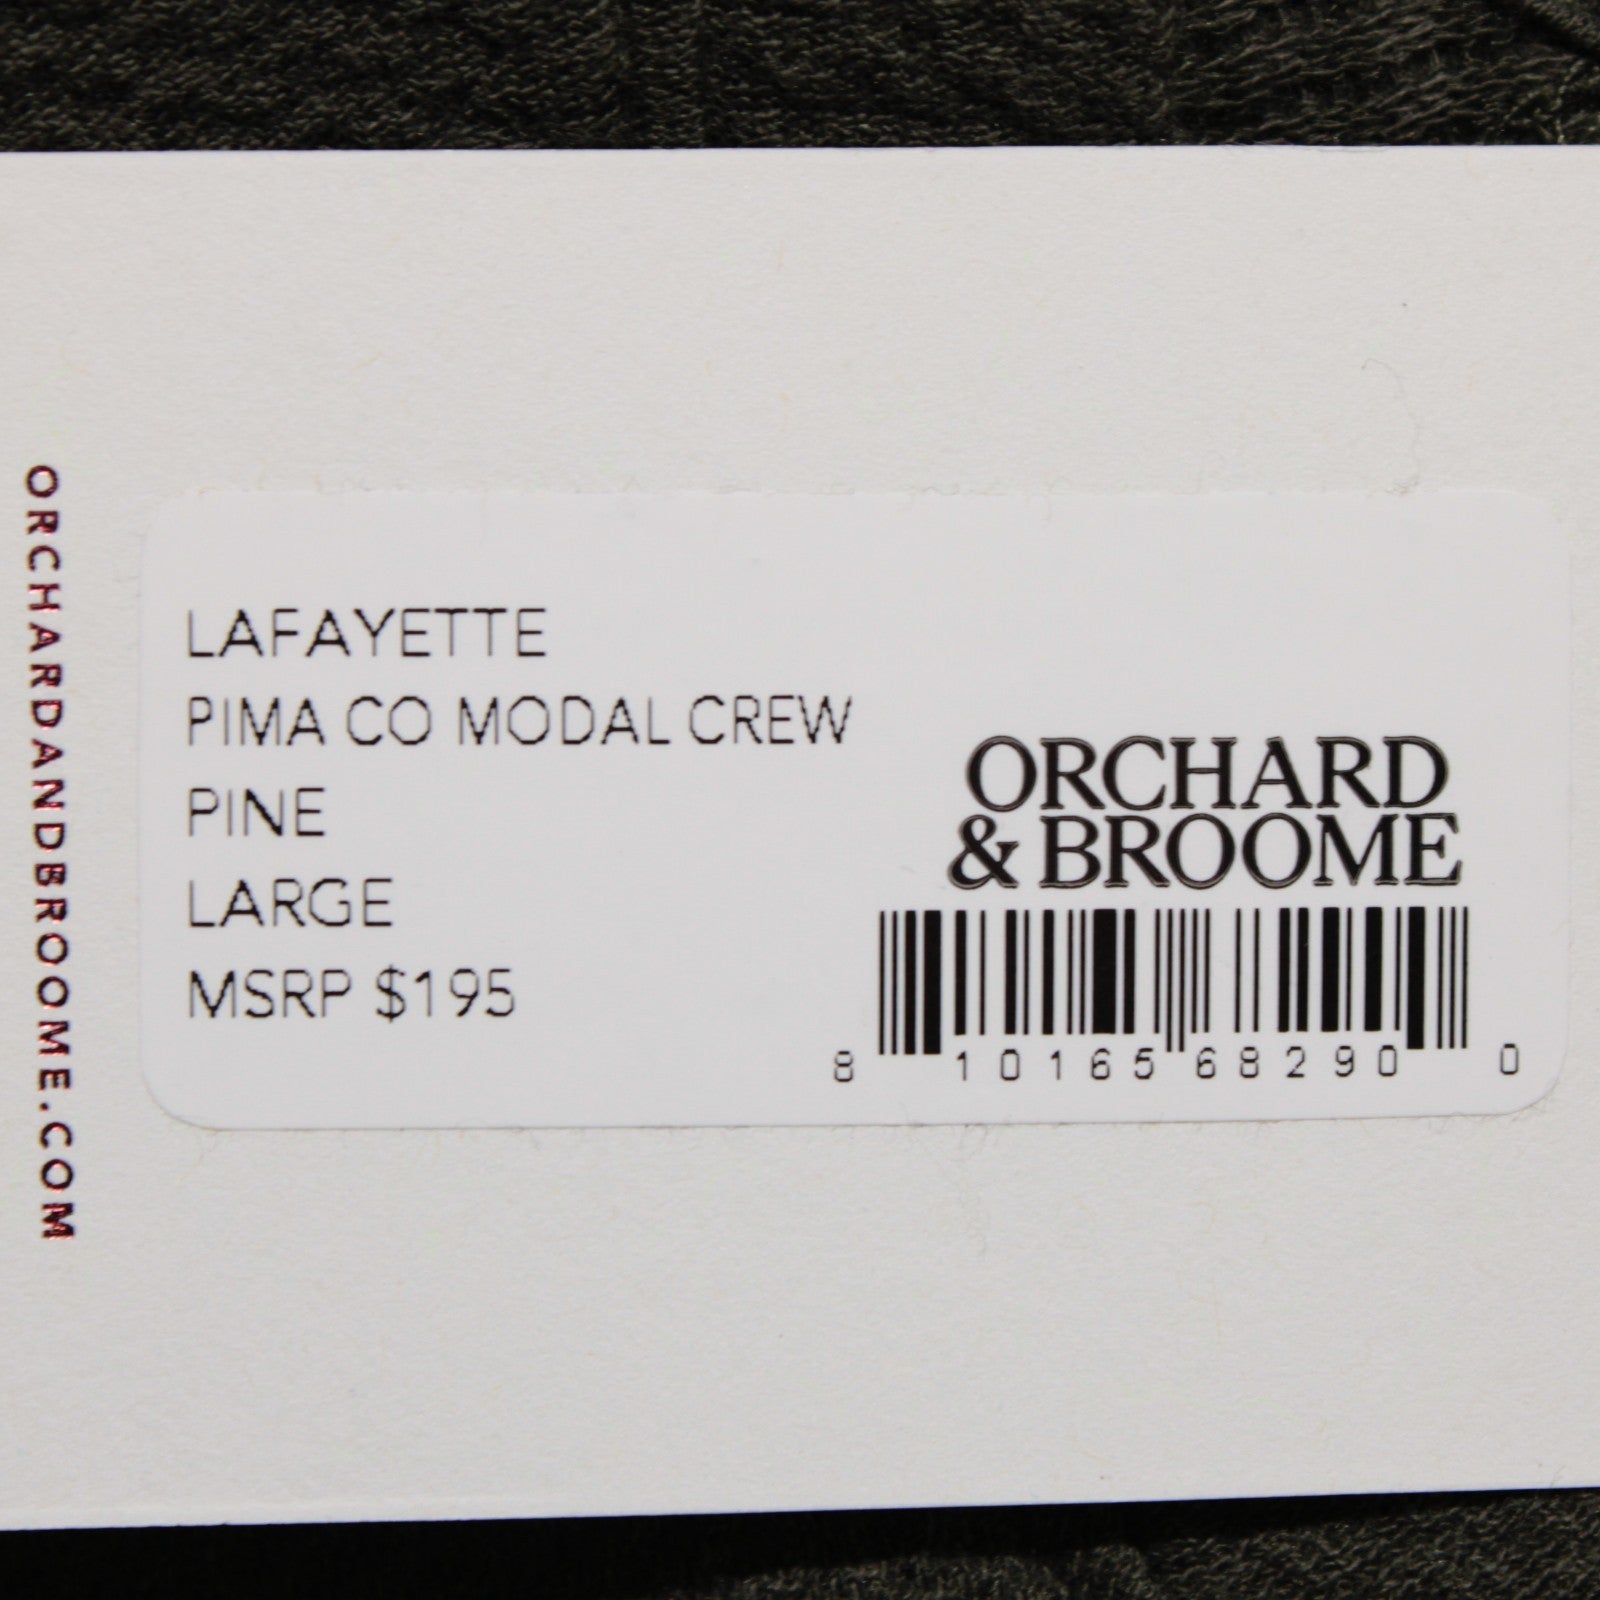 ORCHARDANDBROOME.COM
LAFAYETTE
PIMA CO MODAL CREW
PINE
LARGE
MSRP $195
ORCHARD
& BROOME
8 10165 68290 0